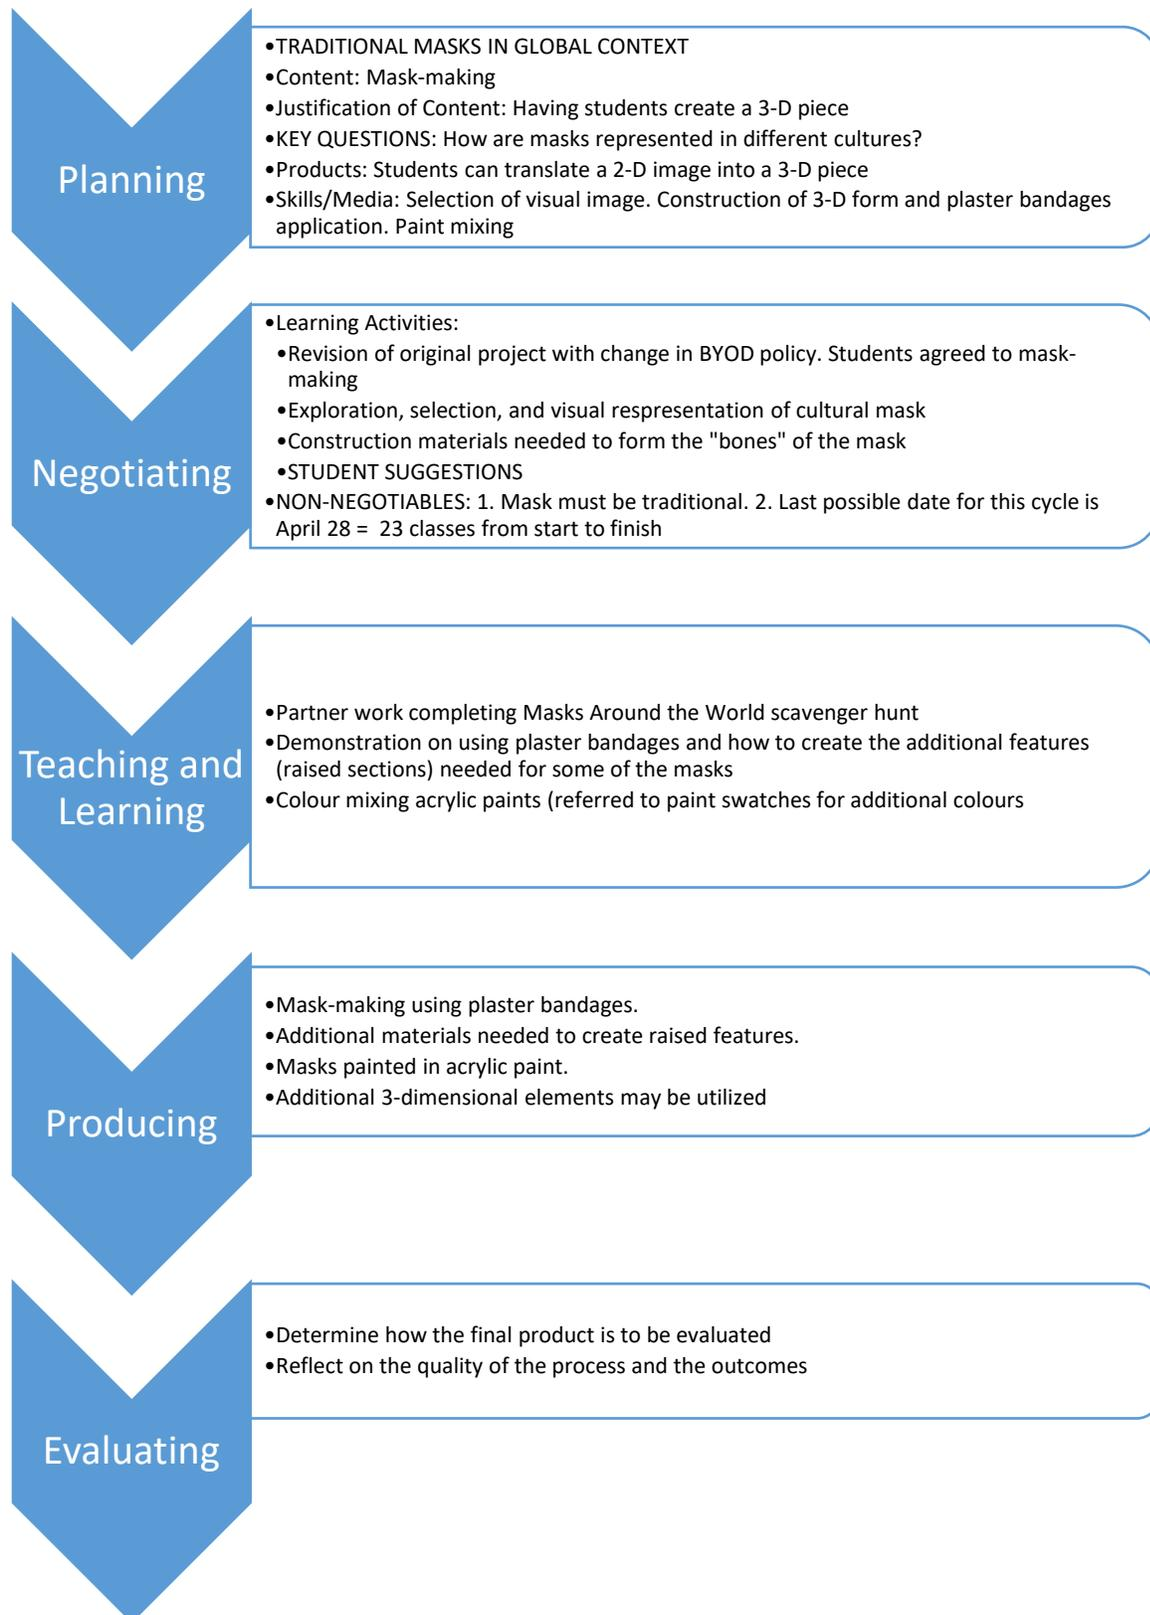 Planning
•TRADITIONAL MASKS IN GLOBAL CONTEXT
•Content: Mask-making
•Justification of Content: Having students create a 3-D piece
•KEY QUESTIONS: How are masks represented in different cultures?
•Products: Students can translate a 2-D image into a 3-D piece
•Skills/Media: Selection of visual image. Construction of 3-D form and plaster bandages
application. Paint mixing
Negotiating
•Learning Activities:
•Revision of original project with change in BYOD policy. Students agreed to mask-
making
•Exploration, selection, and visual respresentation of cultural mask
•Construction materials needed to form the "bones" of the mask
•STUDENT SUGGESTIONS
•NON-NEGOTIABLES: 1. Mask must be traditional. 2. Last possible date for this cycle is
April 28 =  23 classes from start to finish
Teaching and
Learning
•Partner work completing Masks Around the World scavenger hunt
•Demonstration on using plaster bandages and how to create the additional features
(raised sections) needed for some of the masks
•Colour mixing acrylic paints (referred to paint swatches for additional colours
Producing
•Mask-making using plaster bandages.
•Additional materials needed to create raised features.
•Masks painted in acrylic paint.
•Additional 3-dimensional elements may be utilized
Evaluating
•Determine how the final product is to be evaluated
•Reflect on the quality of the process and the outcomes